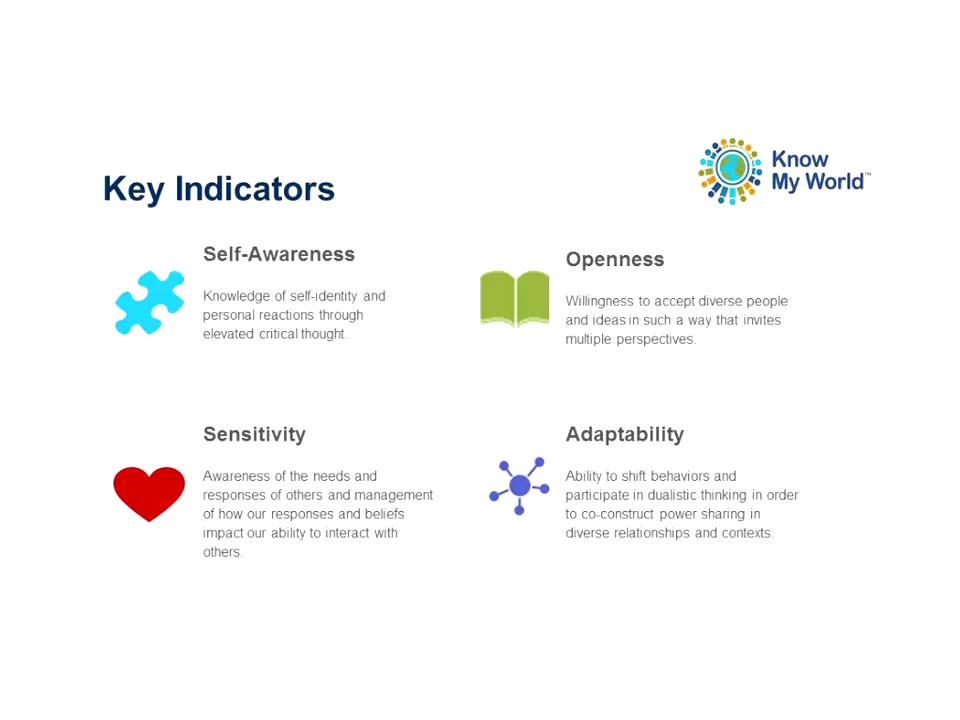 Know
My World™
Key Indicators
Self-Awareness
Knowledge of self-identity and
personal reactions through
elevated critical thought.
Openness
Willingness to accept diverse people
and ideas in such a way that invites
multiple perspectives.
Sensitivity
Awareness of the needs and
responses of others and management
of how our responses and beliefs
impact our ability to interact with
others.
Adaptability
Ability to shift behaviors and
participate in dualistic thinking in order
to co-construct power sharing in
diverse relationships and contexts.